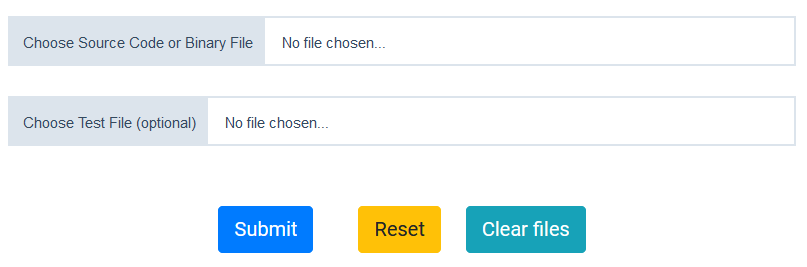 Choose Source Code or Binary File No file chosen...
Choose Test File (optional) No file chosen...
Submit Reset Clear files